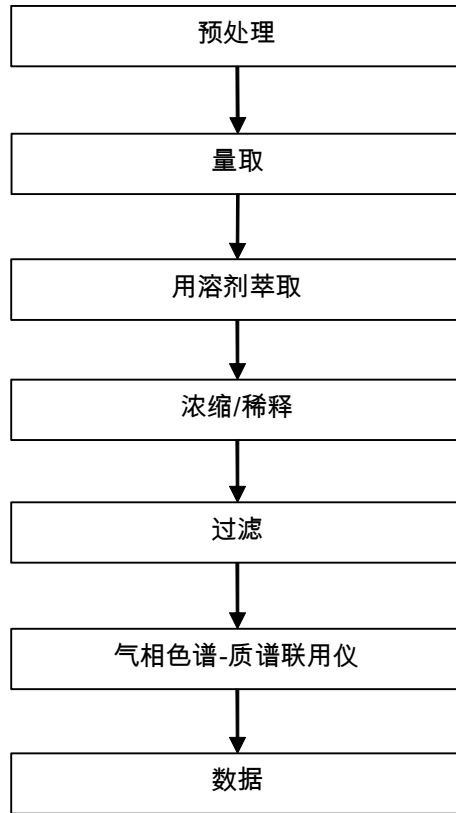 预处理
量取
用溶剂萃取
浓缩/稀释
过滤
气相色谱-质谱联用仪
数据